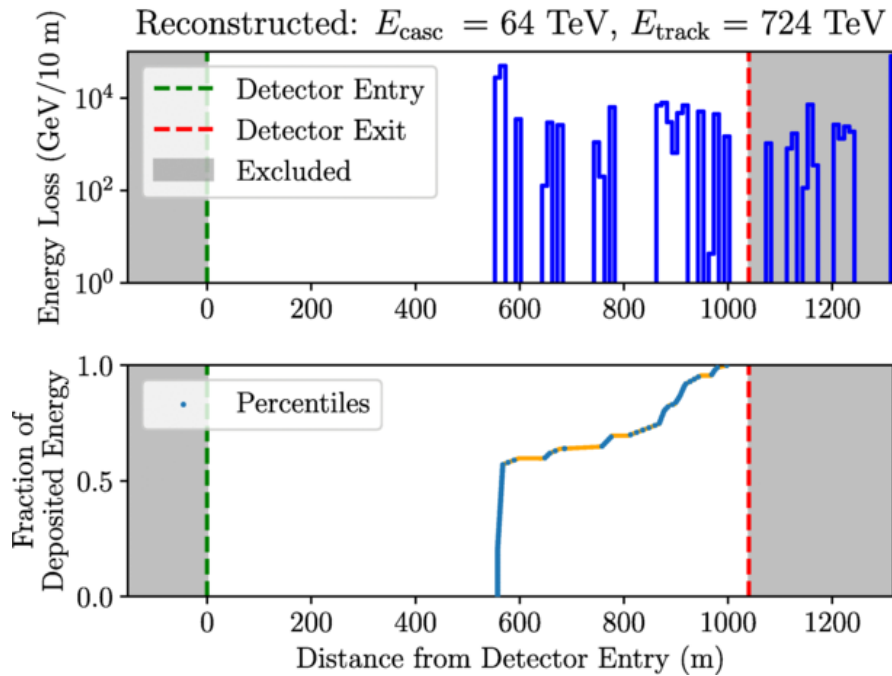 Reconstructed: E_casc = 64 TeV, E_track = 724 TeV
Energy Loss (GeV/10 m)
10^4
10^2
10^0
Detector Entry
Detector Exit
Excluded
0 200 400 600 800 1000 1200
Fraction of
Deposited Energy
1.0
0.5
0.0
Percentiles
0 200 400 600 800 1000 1200
Distance from Detector Entry (m)